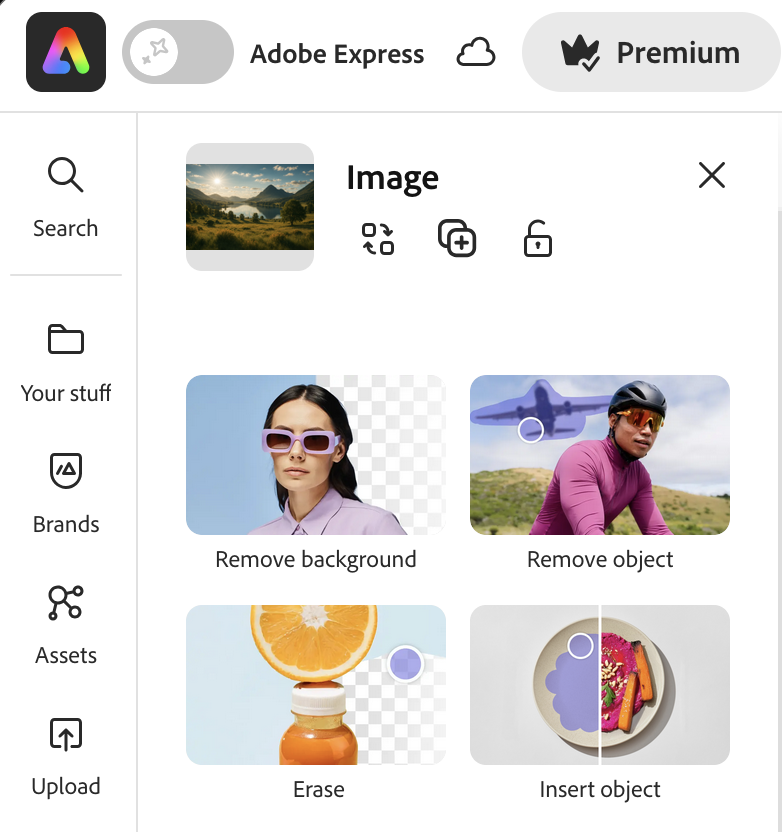 Adobe Express
Premium
Search
Your stuff
Brands
Assets
Upload
Image
Remove background
Remove object
Erase
Insert object